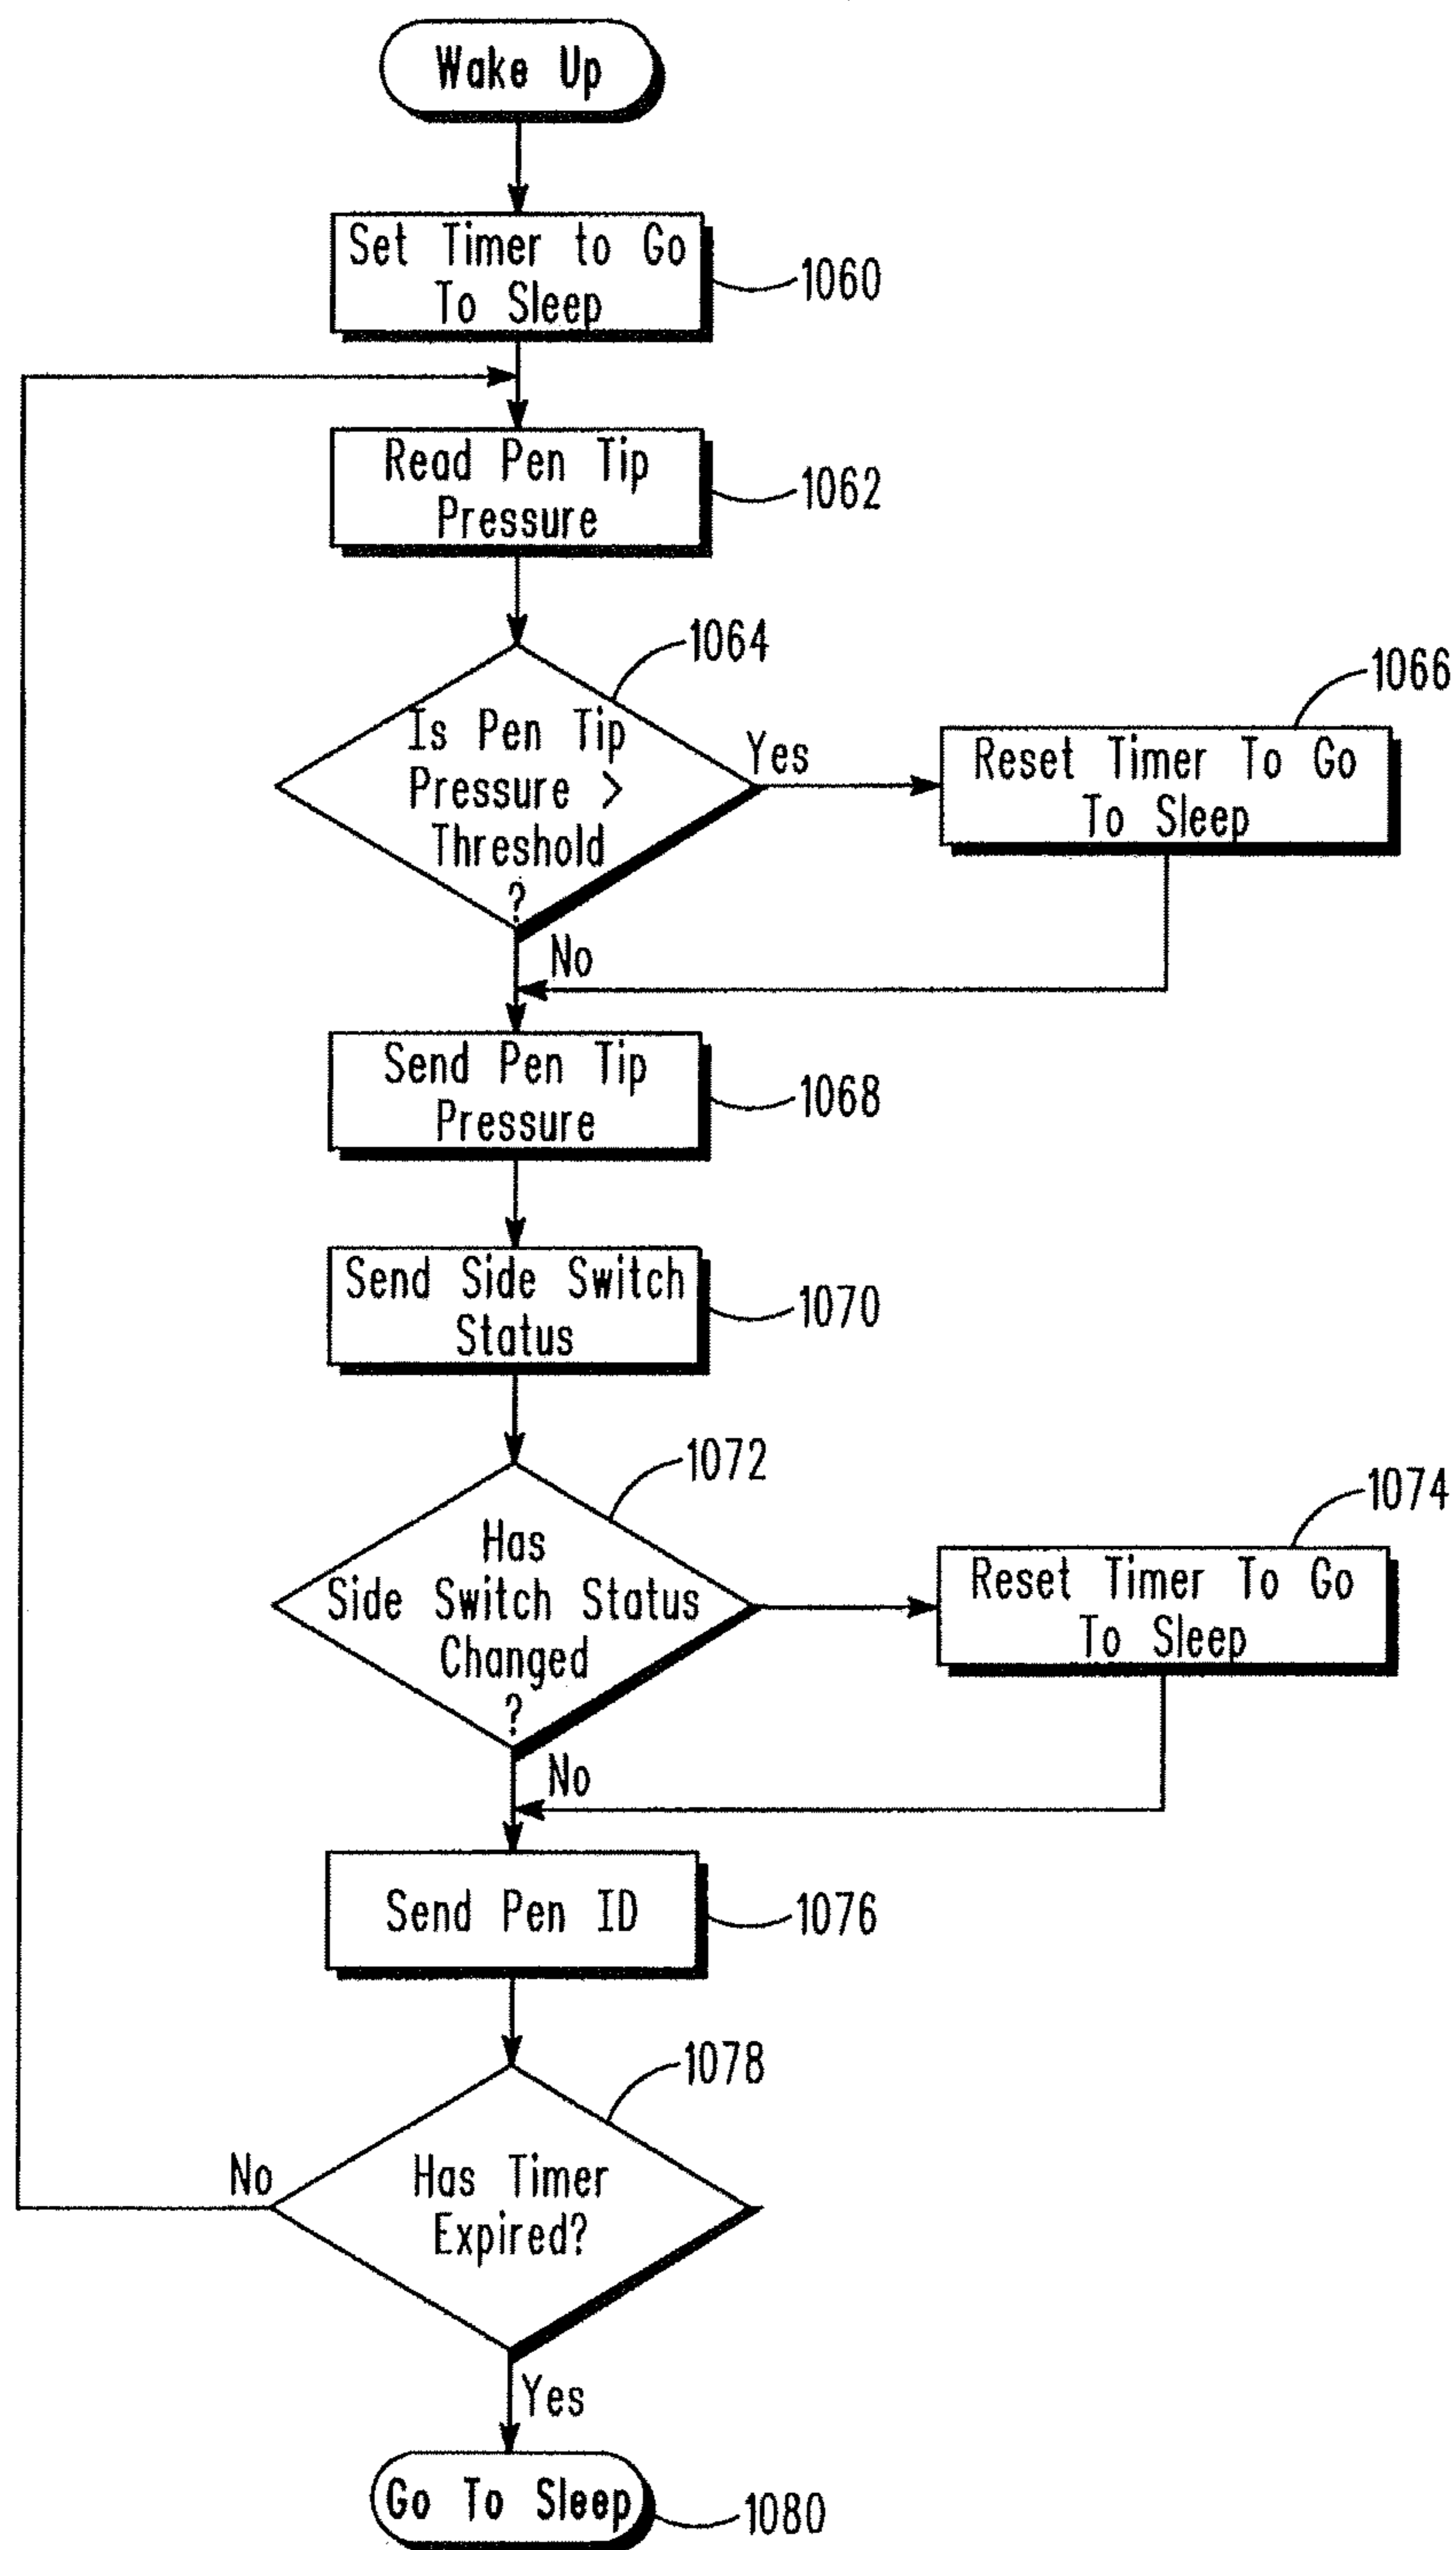 Wake Up
Set Timer to Go
To Sleep
1060
Read Pen Tip
Pressure
1062
1064
Is Pen Tip
Pressure >
Threshold
?
Yes
1066
Reset Timer To Go
To Sleep
No
Send Pen Tip
Pressure
1068
Send Side Switch
Status
1070
1072
Has
Side Switch Status
Changed
?
1074
Reset Timer To Go
To Sleep
No
Send Pen ID
1076
1078
Has Timer
Expired?
No
Yes
Go To Sleep
1080